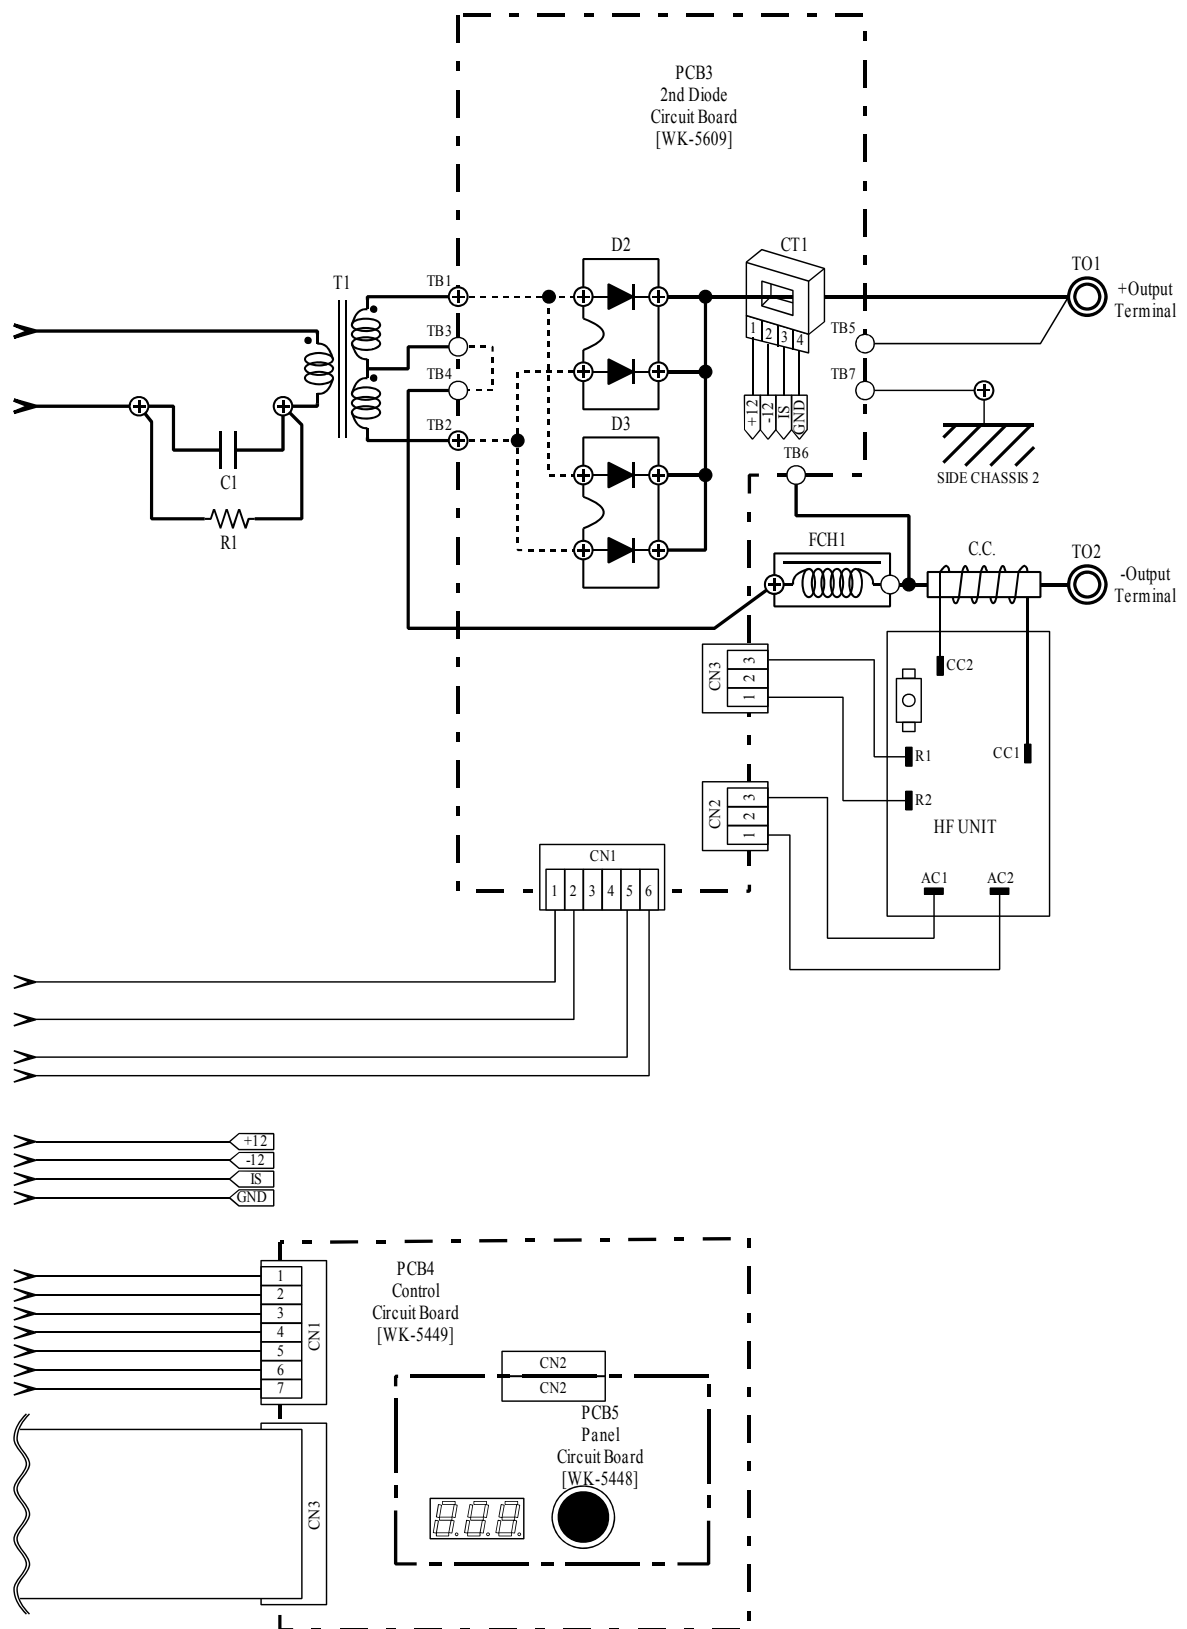 PCB3
2nd Diode
Circuit Board
[WK-5609]
D2
CT1
T1
TB1
TO1
+Output
Terminal
TB3
1 2 3 4
TB5
TB4
TB7
+12 -12 IS GND
TB2
D3
TB6
SIDE CHASSIS 2
C1
R1
FCH1
C.C.
TO2
-Output
Terminal
CN3
3
2
1
CC2
R1
CC1
R2
CN2
3
2
1
HF UNIT
CN1
1 2 3 4 5 6
AC1
AC2
+12
-12
IS
GND
PCB4
Control
Circuit Board
[WK-5449]
1
2
3
4
5
6
7
CN1
CN2
CN2
PCB5
Panel
Circuit Board
[WK-5448]
8.8.8.
CN3